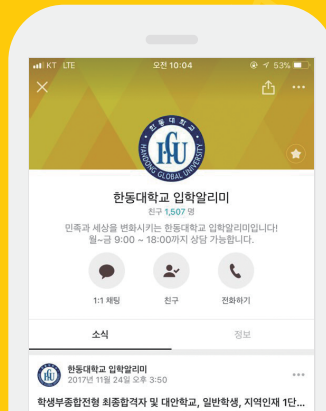 KT LTE 오전 10:04 53%
한동대학교
HGU
HANDONG GLOBAL UNIVERSITY
한동대학교 입학알리미
친구 1,507 명
민족과 세상을 변화시키는 한동대학교 입학알리미입니다!
월~금 9:00 ~ 18:00까지 상담 가능합니다.
1:1 채팅 친구 전화하기
소식 정보
한동대학교 입학알리미
2017년 11월 24일 오후 3:50
학생부종합전형 최종합격자 및 대안학교, 일반학생, 지역인재 1단...